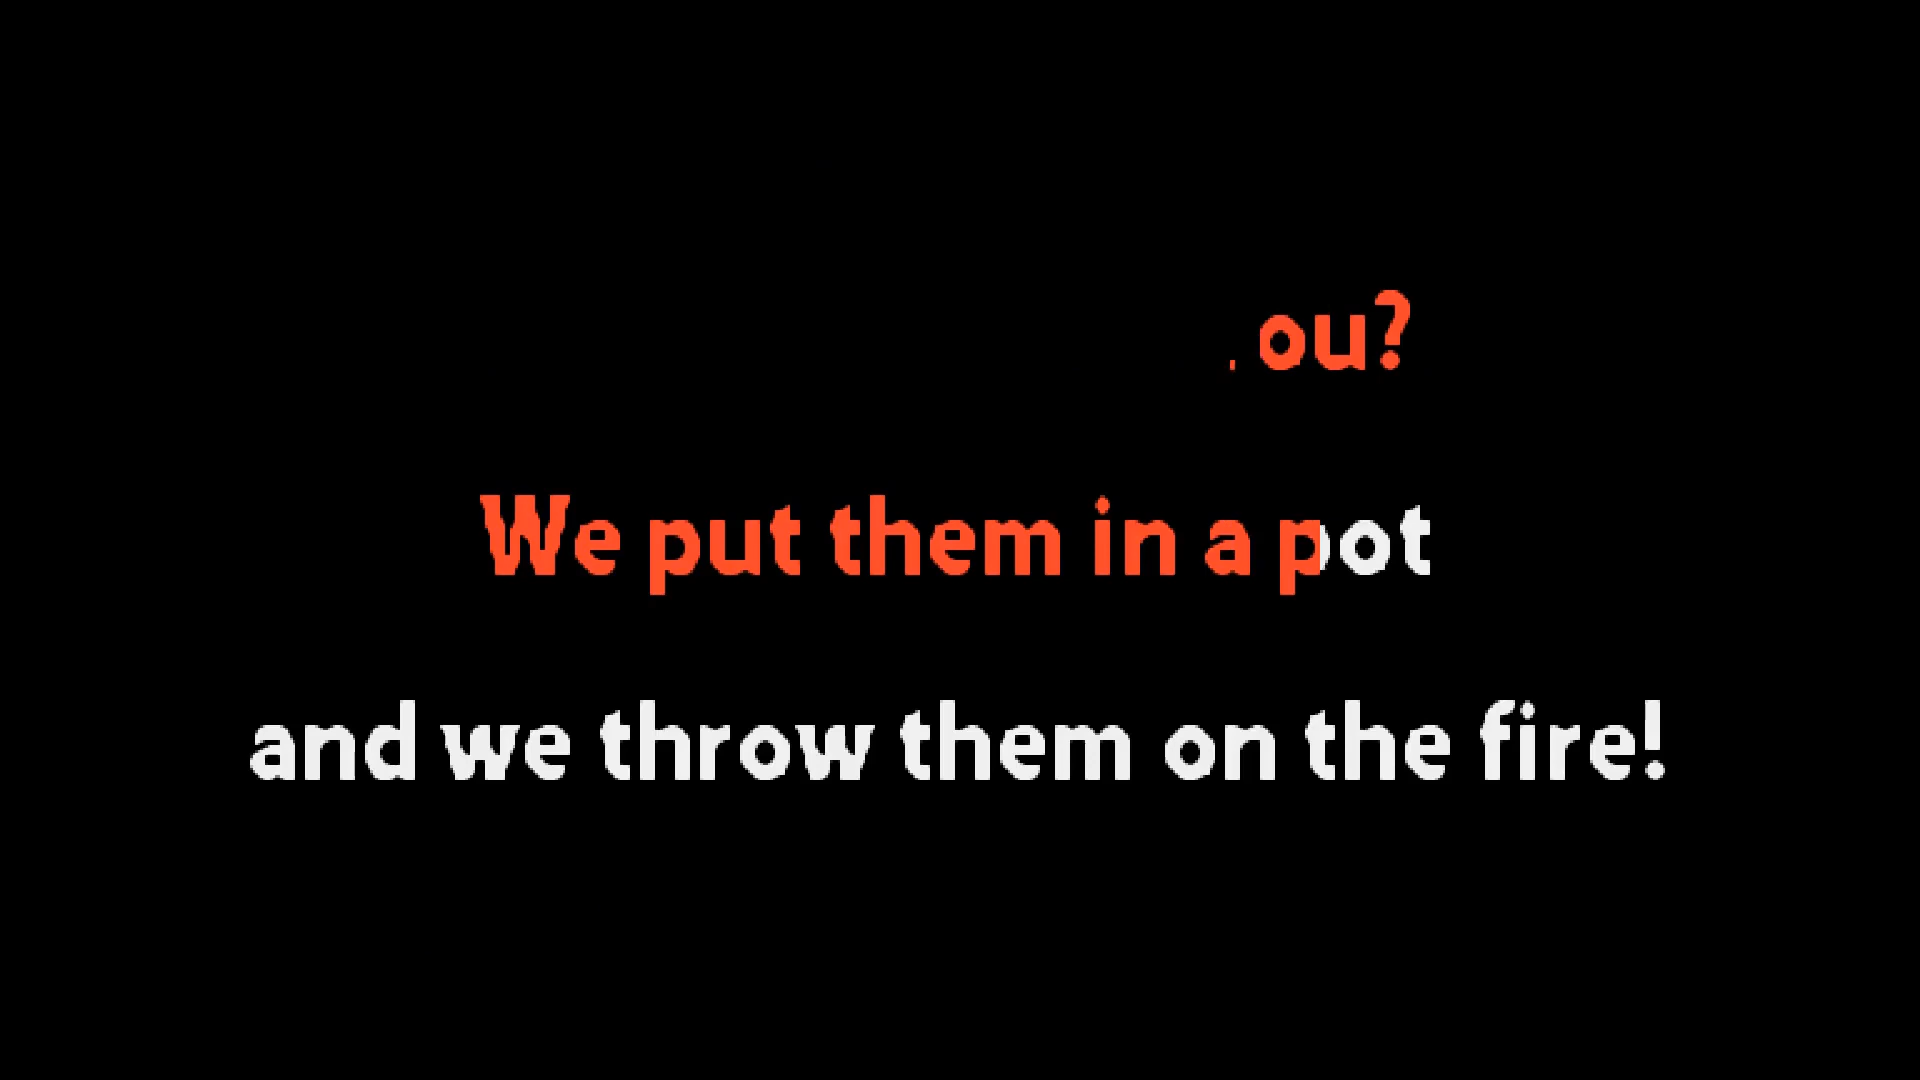 ou?
We put them in a pot
and we throw them on the fire!